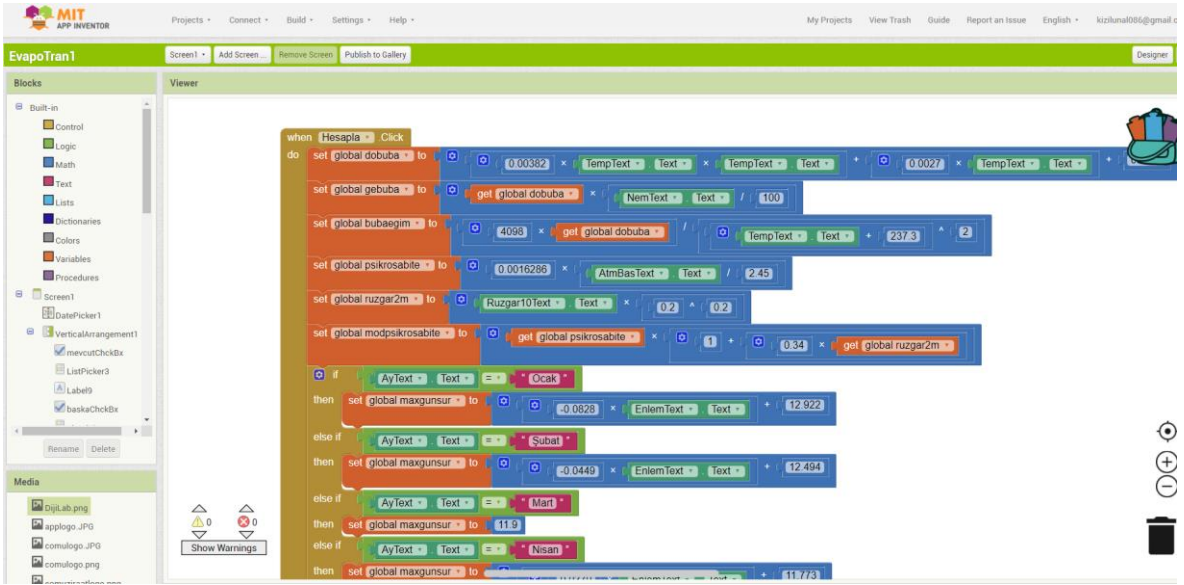 MIT
APP INVENTOR
Projects Connect Build Settings Help
My Projects View Trash Guide Report an Issue English kizilunal086@gmail.c
EvapoTran1
Screen1 Add Screen ... Remove Screen Publish to Gallery
Designer
Blocks
Viewer
Built-in
Control
Logic
Math
Text
Lists
Dictionaries
Colors
Variables
Procedures
Screen1
DatePicker1
VerticalArrangement1
mevcutChckBx
ListPicker3
Label9
baskaChckBx
Rename Delete
Media
DijiLab.png
applogo.JPG
comulogo.JPG
comulogo.png
when Hesapla .Click
do set global dobuba to 0.00382 × TempText . Text × TempText . Text + 0.0027 × TempText . Text +
set global gebuba to get global dobuba × NemText . Text / 100
set global bubaegim to 4098 × get global dobuba / TempText . Text + 237.3 ^ 2
set global psikrosabite to 0.0016286 × AtmBasText . Text / 2.45
set global ruzgar2m to Ruzgar10Text . Text × 0.2 ^ 0.2
set global modpsikrosabite to get global psikrosabite × 1 + 0.34 × get global ruzgar2m
if AyText . Text = " Ocak "
then set global maxgunsur to -0.0828 × EnlemText . Text + 12.922
else if AyText . Text = " Şubat "
then set global maxgunsur to -0.0449 × EnlemText . Text + 12.494
else if AyText . Text = " Mart "
then set global maxgunsur to 11.9
else if AyText . Text = " Nisan "
then set global maxgunsur to EnlemText . Text + 11.773
0 0
Show Warnings